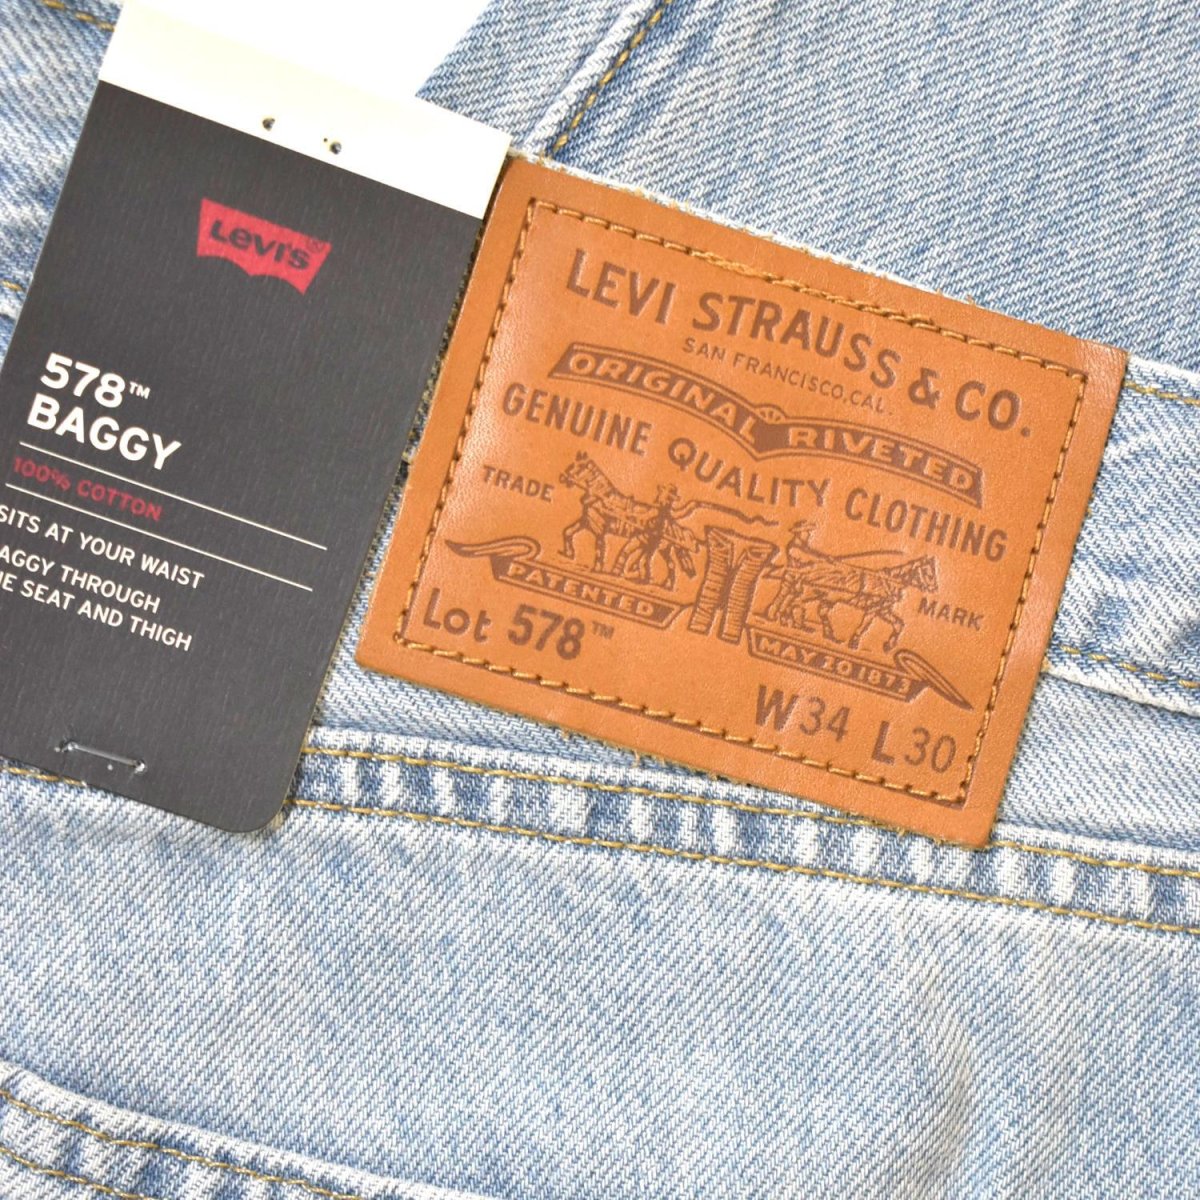 Levi's
578™
BAGGY
100% COTTON
SITS AT YOUR WAIST
BAGGY THROUGH
SEAT AND THIGH
LEVI STRAUSS & CO.
SAN FRANCISCO.CAL.
ORIGINAL RIVETED
GENUINE QUALITY CLOTHING
TRADE MARK
PATENTED MAY 20 1873
Lot 578™
W34 L30